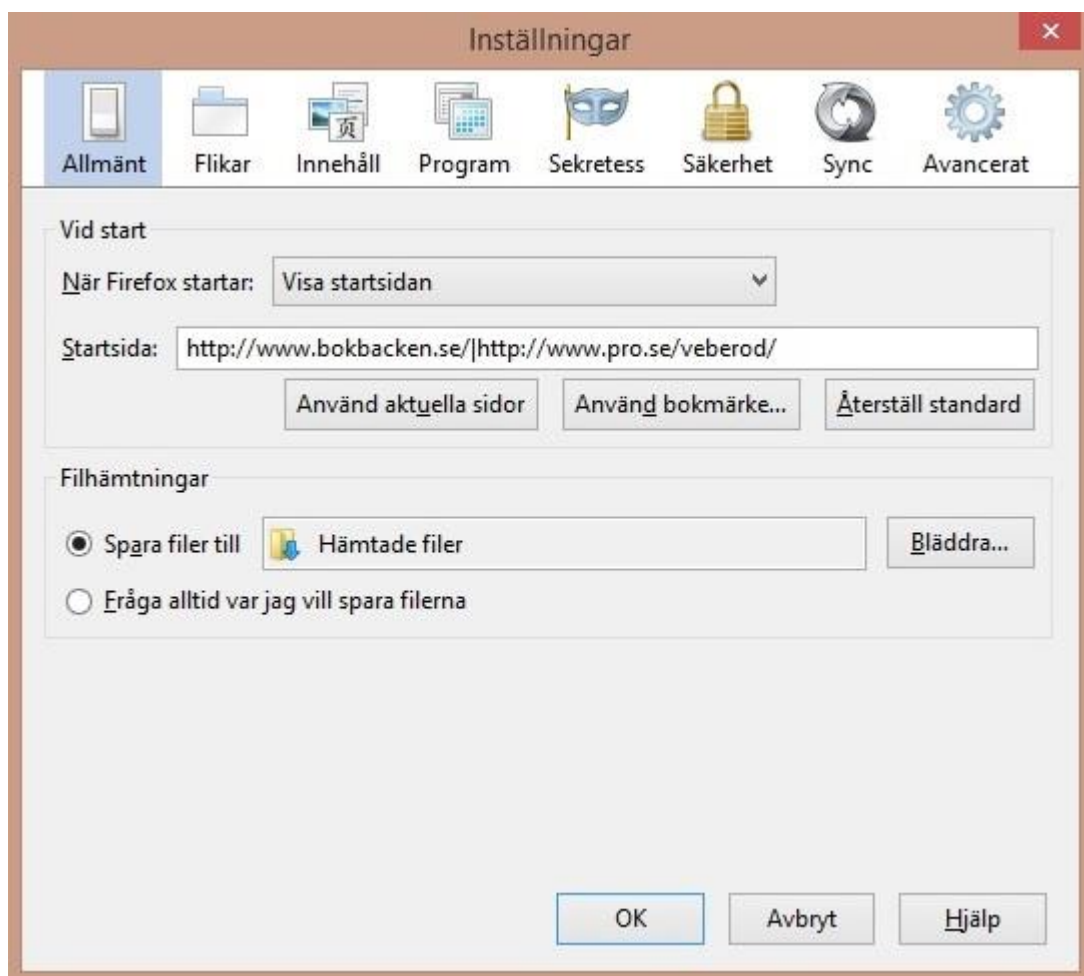 Inställningar
Allmänt Flikar Innehåll Program Sekretess Säkerhet Sync Avancerat
Vid start
När Firefox startar: Visa startsidan
Startsida: http://www.bokbacken.se/|http://www.pro.se/veberod/
Använd aktuella sidor Använd bokmärke... Återställ standard
Filhämtningar
Spara filer till Hämtade filer Bläddra...
Fråga alltid var jag vill spara filerna
OK Avbryt Hjälp